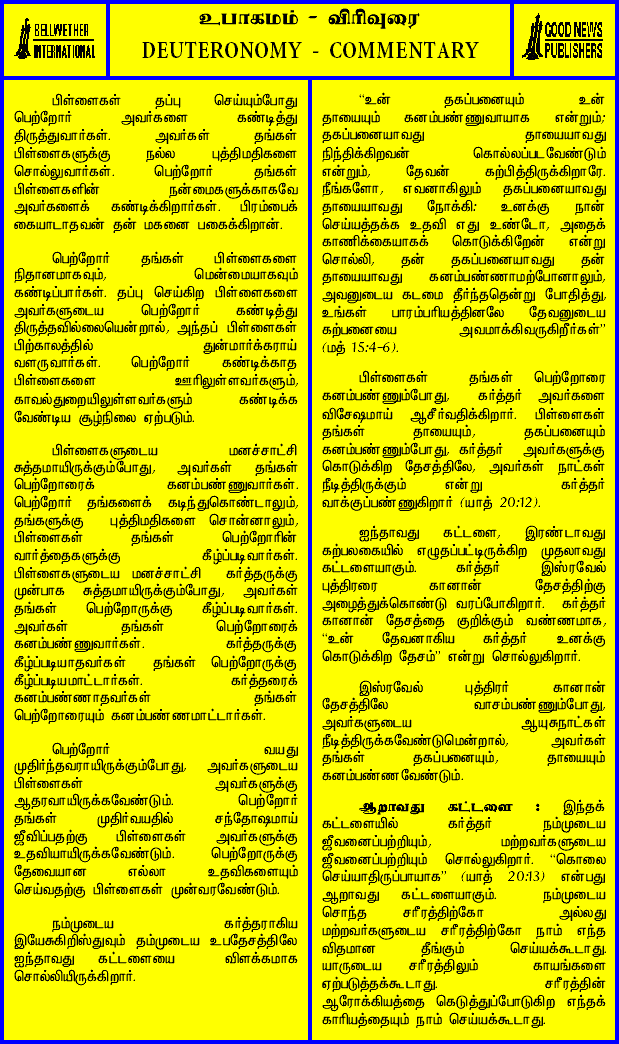 BELLWETHER
INTERNATIONAL
உபாகமம் - விரிவுரை
DEUTERONOMY - COMMENTARY
GOOD NEWS
PUBLISHERS
பிள்ளைகள் தப்பு செய்யும்போது
பெற்றோர் அவர்களை கண்டித்து
திருத்துவார்கள். அவர்கள் தங்கள்
பிள்ளைகளுக்கு நல்ல புத்திமதிகளை
சொல்லுவார்கள். பெற்றோர் தங்கள்
பிள்ளைகளின் நன்மைகளுக்காகவே
அவர்களைக் கண்டிக்கிறார்கள். பிரம்பைக்
கையாடாதவன் தன் மகனை பகைக்கிறான்.
பெற்றோர் தங்கள் பிள்ளைகளை
நிதானமாகவும், மென்மையாகவும்
கண்டிப்பார்கள். தப்பு செய்கிற பிள்ளைகளை
அவர்களுடைய பெற்றோர் கண்டித்து
திருத்தவில்லையென்றால், அந்தப் பிள்ளைகள்
பிற்காலத்தில் துன்மார்க்கராய்
வளருவார்கள். பெற்றோர் கண்டிக்காத
பிள்ளைகளை ஊரிலுள்ளவர்களும்,
காவல்துறையிலுள்ளவர்களும் கண்டிக்க
வேண்டிய சூழ்நிலை ஏற்படும்.
பிள்ளைகளுடைய மனச்சாட்சி
சுத்தமாயிருக்கும்போது, அவர்கள் தங்கள்
பெற்றோரைக் கனம்பண்ணுவார்கள்.
பெற்றோர் தங்களைக் கடிந்துகொண்டாலும்,
தங்களுக்கு புத்திமதிகளை சொன்னாலும்,
பிள்ளைகள் தங்கள் பெற்றோரின்
வார்த்தைகளுக்கு கீழ்ப்படிவார்கள்.
பிள்ளைகளுடைய மனச்சாட்சி கர்த்தருக்கு
முன்பாக சுத்தமாயிருக்கும்போது, அவர்கள்
தங்கள் பெற்றோருக்கு கீழ்ப்படிவார்கள்.
அவர்கள் தங்கள் பெற்றோரைக்
கனம்பண்ணுவார்கள். கர்த்தருக்கு
கீழ்ப்படியாதவர்கள் தங்கள் பெற்றோருக்கு
கீழ்ப்படியமாட்டார்கள். கர்த்தரைக்
கனம்பண்ணாதவர்கள் தங்கள்
பெற்றோரையும் கனம்பண்ணமாட்டார்கள்.
பெற்றோர் வயது
முதிர்ந்தவராயிருக்கும்போது, அவர்களுடைய
பிள்ளைகள் அவர்களுக்கு
ஆதரவாயிருக்கவேண்டும். பெற்றோர்
தங்கள் முதிர்வயதில் சந்தோஷமாய்
ஜீவிப்பதற்கு பிள்ளைகள் அவர்களுக்கு
உதவியாயிருக்கவேண்டும். பெற்றோருக்கு
தேவையான எல்லா உதவிகளையும்
செய்வதற்கு பிள்ளைகள் முன்வரவேண்டும்.
நம்முடைய கர்த்தராகிய
இயேசுகிறிஸ்துவும் தம்முடைய உபதேசத்திலே
ஐந்தாவது கட்டளையை விளக்கமாக
சொல்லியிருக்கிறார்.
“உன் தகப்பனையும் உன்
தாயையும் கனம்பண்ணுவாயாக என்றும்;
தகப்பனையாவது தாயையாவது
நிந்திக்கிறவன் கொல்லப்படவேண்டும்
என்றும், தேவன் கற்பித்திருக்கிறாரே.
நீங்களோ, எவனாகிலும் தகப்பனையாவது
தாயையாவது நோக்கி: உனக்கு நான்
செய்யத்தக்க உதவி எது உண்டோ, அதைக்
காணிக்கையாகக் கொடுக்கிறேன் என்று
சொல்லி, தன் தகப்பனையாவது தன்
தாயையாவது கனம்பண்ணாமற்போனாலும்,
அவனுடைய கடமை தீர்ந்ததென்று போதித்து,
உங்கள் பாரம்பரியத்தினலே தேவனுடைய
கற்பனையை அவமாக்கிவருகிறீர்கள்”
(மத் 15:4-6).
பிள்ளைகள் தங்கள் பெற்றோரை
கனம்பண்ணும்போது, கர்த்தர் அவர்களை
விசேஷமாய் ஆசீர்வதிக்கிறார். பிள்ளைகள்
தங்கள் தாயையும், தகப்பனையும்
கனம்பண்ணும்போது, கர்த்தர் அவர்களுக்கு
கொடுக்கிற தேசத்திலே, அவர்கள் நாட்கள்
நீடித்திருக்கும் என்று கர்த்தர்
வாக்குப்பண்ணுகிறார் (யாத் 20:12).
ஐந்தாவது கட்டளை, இரண்டாவது
கற்பலகையில் எழுதப்பட்டிருக்கிற முதலாவது
கட்டளையாகும். கர்த்தர் இஸ்ரவேல்
புத்திரரை கானான் தேசத்திற்கு
அழைத்துக்கொண்டு வரப்போகிறார். கர்த்தர்
கானான் தேசத்தை குறிக்கும் வண்ணமாக,
“உன் தேவனாகிய கர்த்தர் உனக்கு
கொடுக்கிற தேசம்” என்று சொல்லுகிறார்.
இஸ்ரவேல் புத்திரர் கானான்
தேசத்திலே வாசம்பண்ணும்போது,
அவர்களுடைய ஆயுசுநாட்கள்
நீடித்திருக்கவேண்டுமென்றால், அவர்கள்
தங்கள் தகப்பனையும், தாயையும்
கனம்பண்ணவேண்டும்.
ஆறாவது கட்டளை : இந்தக்
கட்டளையில் கர்த்தர் நம்முடைய
ஜீவனைப்பற்றியும், மற்றவர்களுடைய
ஜீவனைப்பற்றியும் சொல்லுகிறார். “கொலை
செய்யாதிருப்பாயாக” (யாத் 20:13) என்பது
ஆறாவது கட்டளையாகும். நம்முடைய
சொந்த சரீரத்திற்கோ அல்லது
மற்றவர்களுடைய சரீரத்திற்கோ நாம் எந்த
விதமான தீங்கும் செய்யக்கூடாது.
யாருடைய சரீரத்திலும் காயங்களை
ஏற்படுத்தக்கூடாது. சரீரத்தின்
ஆரோக்கியத்தை கெடுத்துப்போடுகிற எந்தக்
காரியத்தையும் நாம் செய்யக்கூடாது.